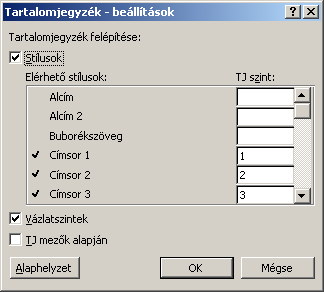 Tartalomjegyzék - beállítások
Tartalomjegyzék felépítése:
Stílusok
Elérhető stílusok: TJ szint:
Alcím
Alcím 2
Buborékszöveg
Címsor 1 1
Címsor 2 2
Címsor 3 3
Vázlatszintek
TJ mezők alapján
Alaphelyzet OK Mégse